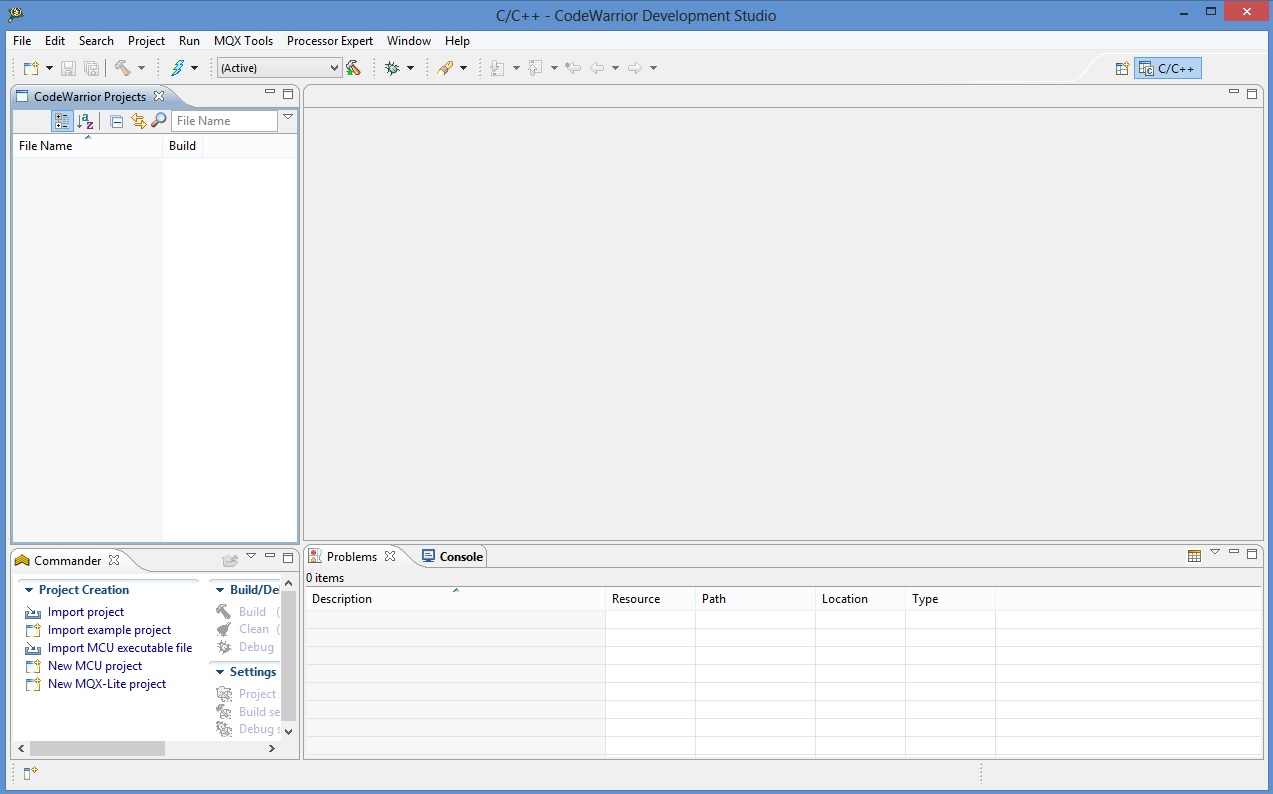 C/C++ - CodeWarrior Development Studio
File Edit Search Project Run MQX Tools Processor Expert Window Help
(Active)
C/C++
CodeWarrior Projects
File Name
File Name Build
Commander
Project Creation
Import project
Import example project
Import MCU executable file
New MCU project
New MQX-Lite project
Build/De
Build (
Clean (
Debug
Settings
Project
Build se
Debug s
Problems Console
0 items
Description Resource Path Location Type